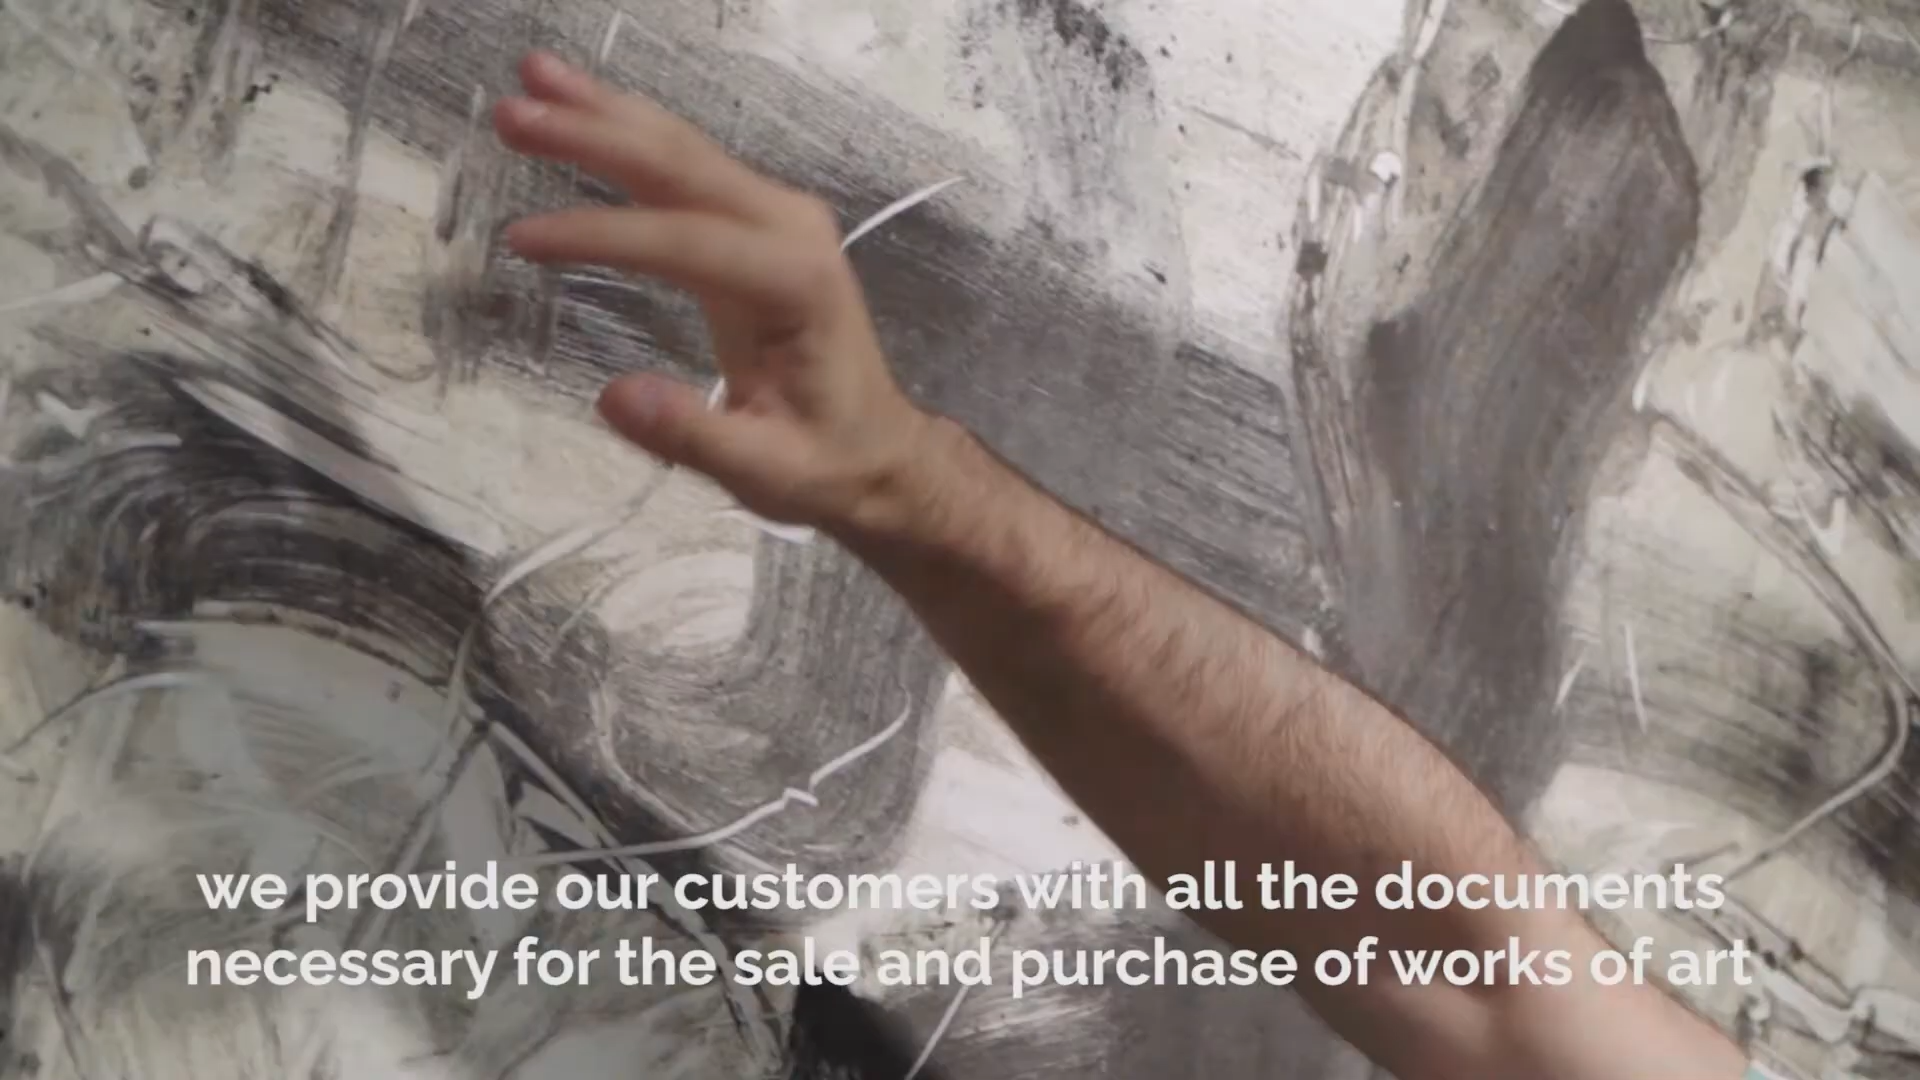 we provide our customers with all the documents
necessary for the sale and purchase of works of art